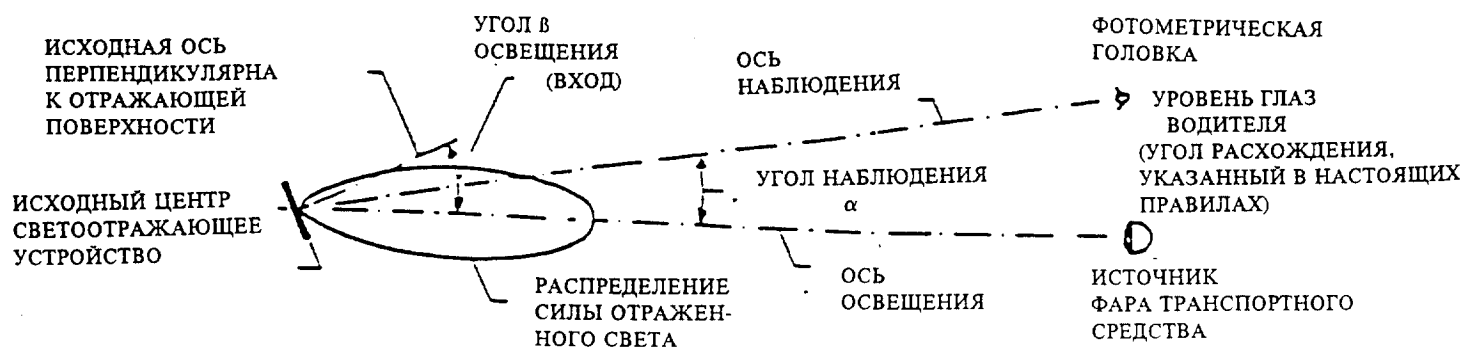 ИСХОДНАЯ ОСЬ
ПЕРПЕНДИКУЛЯРНА
К ОТРАЖАЮЩЕЙ
ПОВЕРХНОСТИ
УГОЛ ß
ОСВЕЩЕНИЯ
(ВХОД)
ОСЬ
НАБЛЮДЕНИЯ
ФОТОМЕТРИЧЕСКАЯ
ГОЛОВКА
УРОВЕНЬ ГЛАЗ
ВОДИТЕЛЯ
(УГОЛ РАСХОЖДЕНИЯ,
УКАЗАННЫЙ В НАСТОЯЩИХ
ПРАВИЛАХ)
УГОЛ НАБЛЮДЕНИЯ
α
ИСХОДНЫЙ ЦЕНТР
СВЕТООТРАЖАЮЩЕЕ
УСТРОЙСТВО
РАСПРЕДЕЛЕНИЕ
СИЛЫ ОТРАЖЕН-
НОГО СВЕТА
ОСЬ
ОСВЕЩЕНИЯ
ИСТОЧНИК
ФАРА ТРАНСПОРТНОГО
СРЕДСТВА